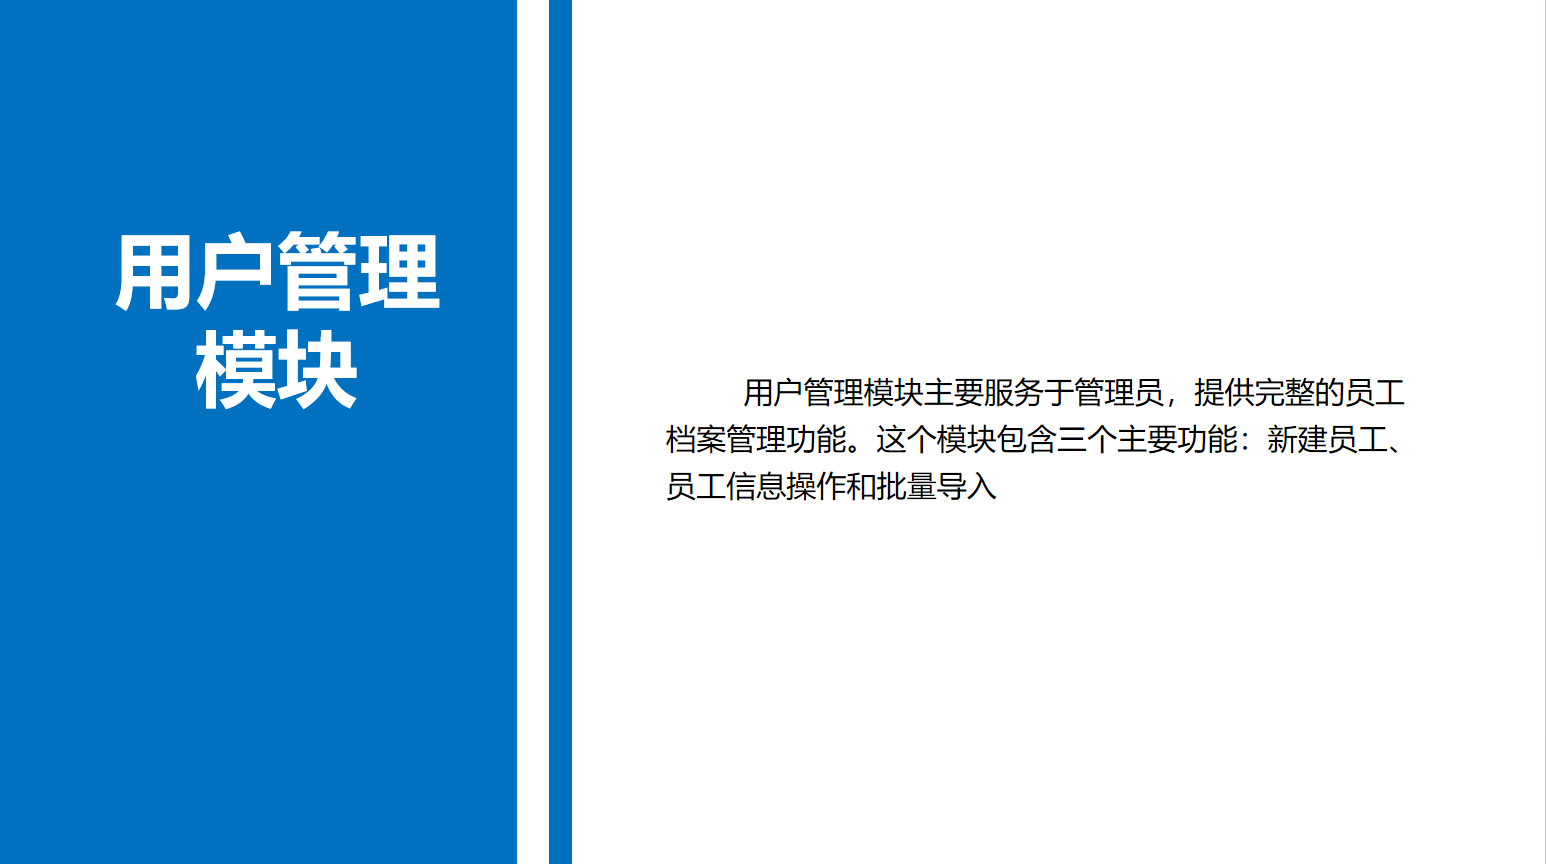 用户管理
模块
用户管理模块主要服务于管理员，提供完整的员工
档案管理功能。这个模块包含三个主要功能：新建员工、
员工信息操作和批量导入